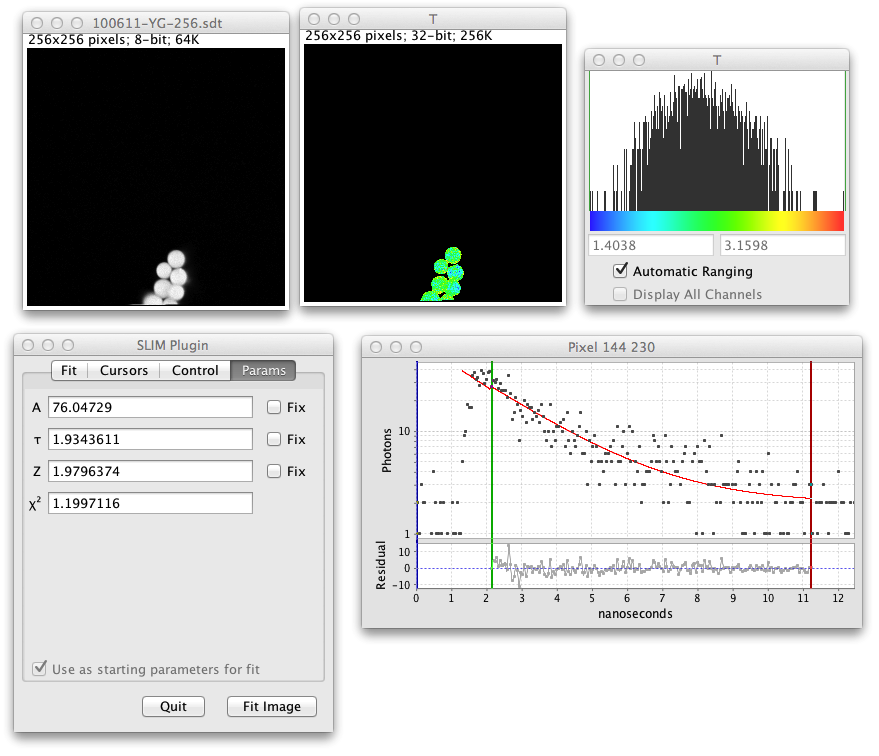 100611-YG-256.sdt
256x256 pixels; 8-bit; 64K
T
256x256 pixels; 32-bit; 256K
T
1.4038
3.1598
Automatic Ranging
Display All Channels
SLIM Plugin
Fit
Cursors
Control
Params
A
76.04729
Fix
τ
1.9343611
Fix
Z
1.9796374
Fix
χ²
1.1997116
Use as starting parameters for fit
Quit
Fit Image
Pixel 144 230
Photons
10
1
Residual
10
0
-10
0 1 2 3 4 5 6 7 8 9 10 11 12
nanoseconds